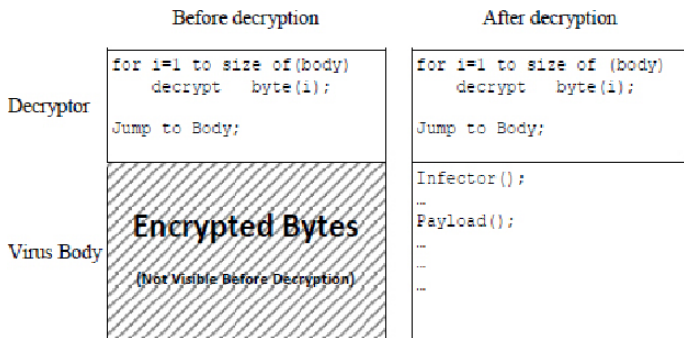 Before decryption
After decryption
Decryptor
for i=1 to size of(body)
decrypt byte(i);
Jump to Body;
for i=1 to size of (body)
decrypt byte(i);
Jump to Body;
Virus Body
Encrypted Bytes
(Not Visible Before Decryption)
Infector();
…
Payload();
…
…
…